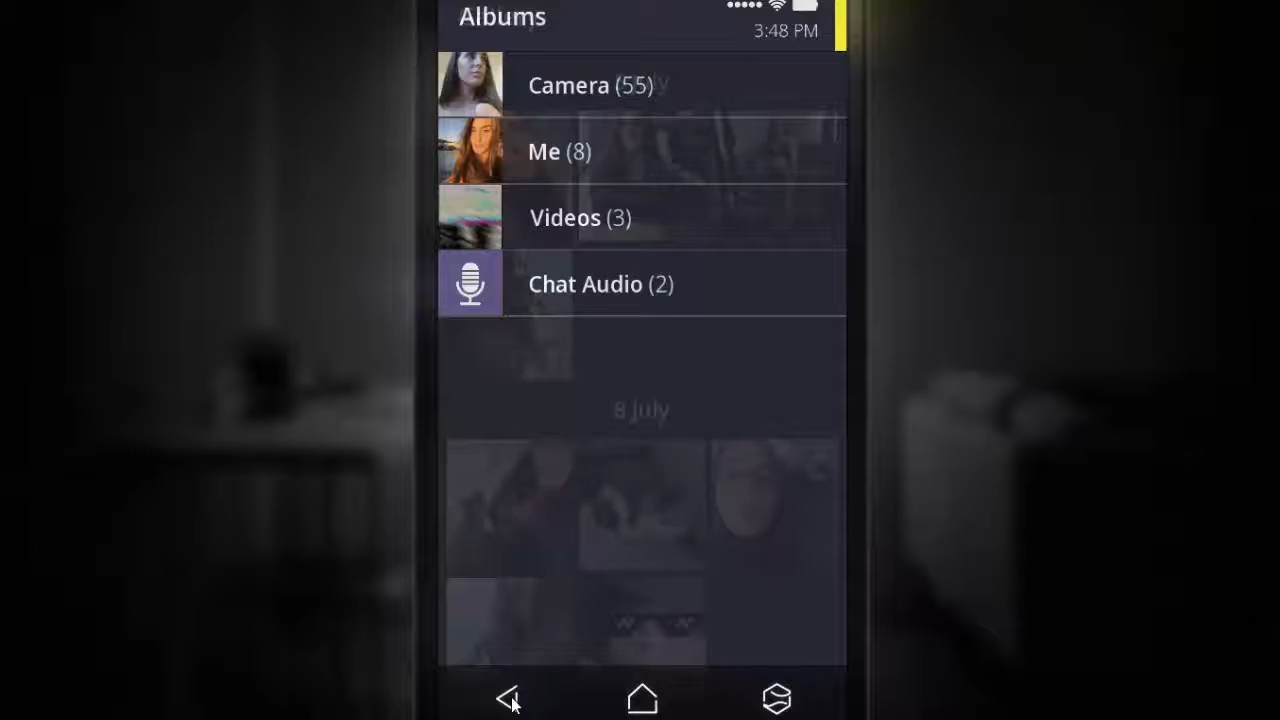 Albums
3:48 PM
Camera (55)
Me (8)
Videos (3)
Chat Audio (2)
8 July